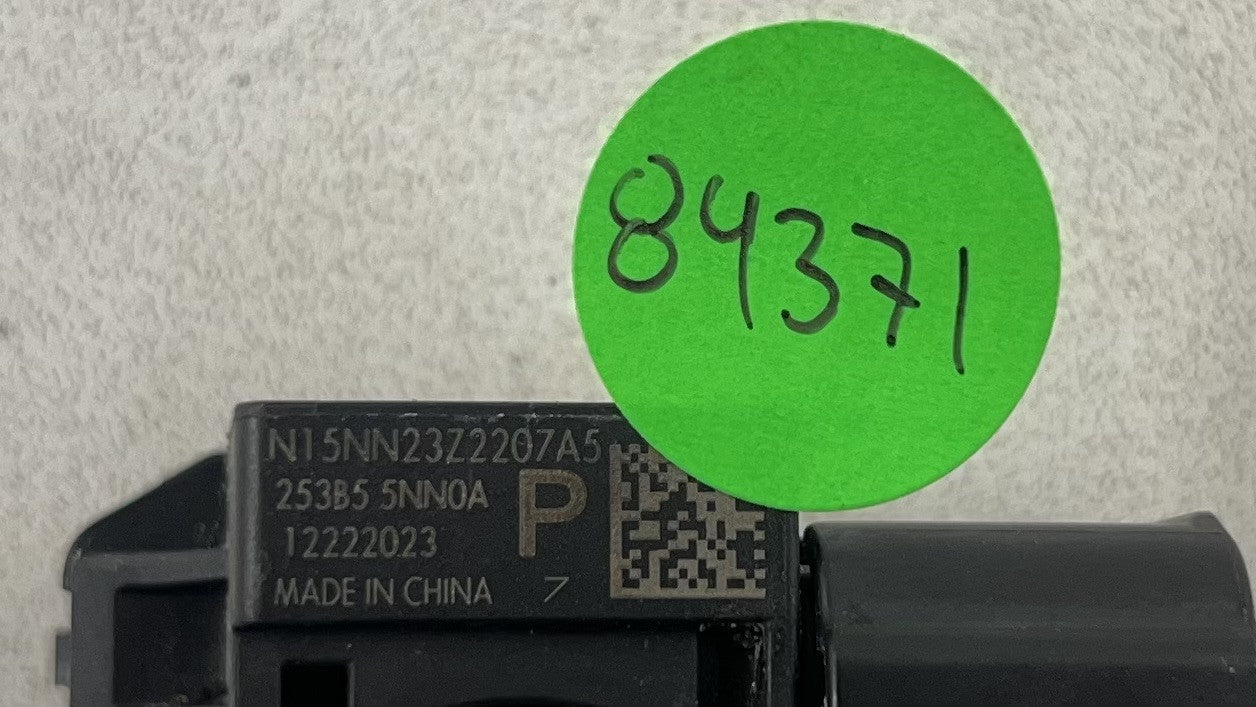 84371
N15NN23Z2207A5
253B5 5NN0A
P
12222023
MADE IN CHINA 7